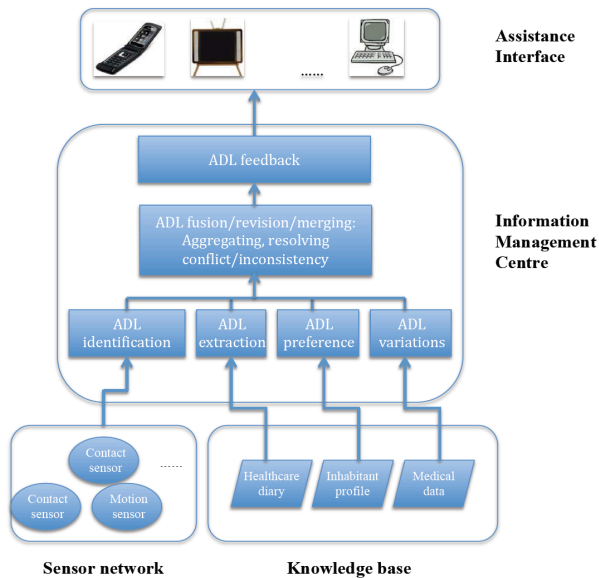 Assistance
Interface
......
ADL feedback
ADL fusion/revision/merging:
Aggregating, resolving
conflict/inconsistency
Information
Management
Centre
ADL
identification
ADL
extraction
ADL
preference
ADL
variations
Contact
sensor
......
Contact
sensor
Motion
sensor
Healthcare
diary
Inhabitant
profile
Medical
data
Sensor network
Knowledge base